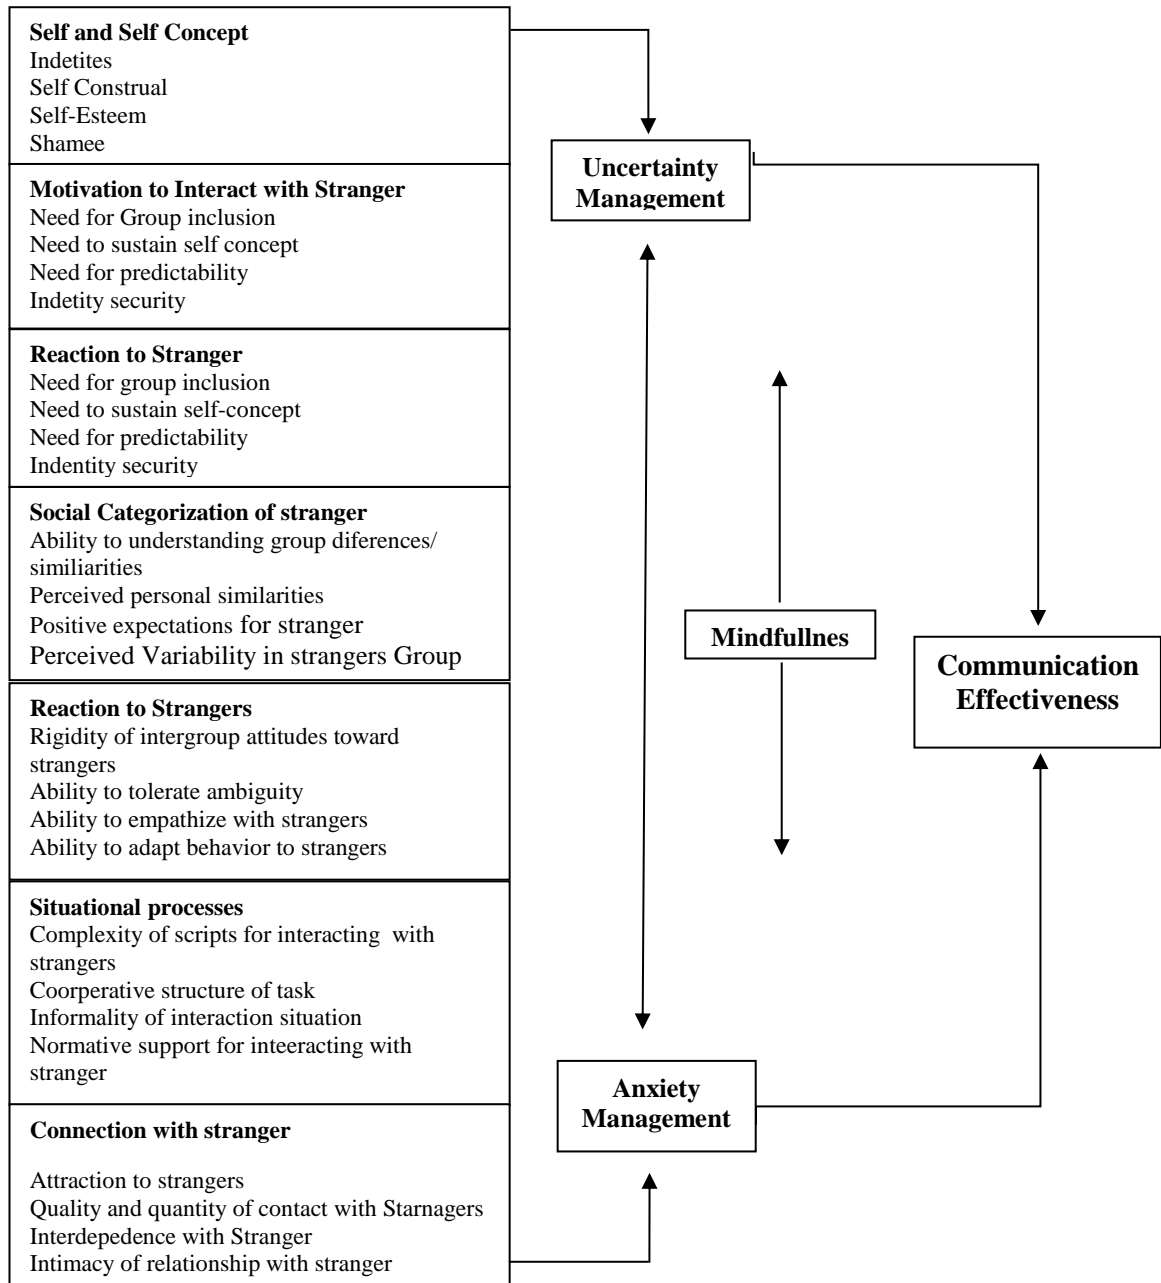 Self and Self Concept
Indetites
Self Construal
Self-Esteem
Shamee
Motivation to Interact with Stranger
Need for Group inclusion
Need to sustain self concept
Need for predictability
Indetity security
Reaction to Stranger
Need for group inclusion
Need to sustain self-concept
Need for predictability
Indentity security
Social Categorization of stranger
Ability to understanding group diferences/
similiarities
Perceived personal similarities
Positive expectations for stranger
Perceived Variability in strangers Group
Reaction to Strangers
Rigidity of intergroup attitudes toward
strangers
Ability to tolerate ambiguity
Ability to empathize with strangers
Ability to adapt behavior to strangers
Situational processes
Complexity of scripts for interacting with
strangers
Coorperative structure of task
Informality of interaction situation
Normative support for inteeracting with
stranger
Connection with stranger
Attraction to strangers
Quality and quantity of contact with Starnagers
Interdepedence with Stranger
Intimacy of relationship with stranger
Uncertainty
Management
Mindfullnes
Anxiety
Management
Communication
Effectiveness